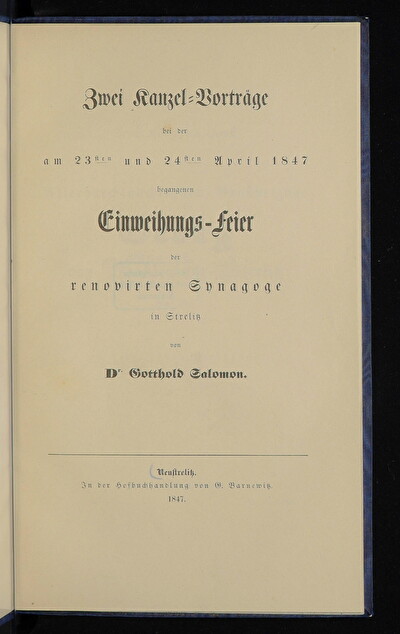 Zwei Kanzel-Vorträge
bei der
am 23sten und 24sten April 1847
begangenen
Einweihungs-Feier
der
renovirten Synagoge
in Strelitz
von
Dr Gotthold Salomon.
Neustrelitz.
In der Hofbuchhandlung von G. Barnewitz.
1847.